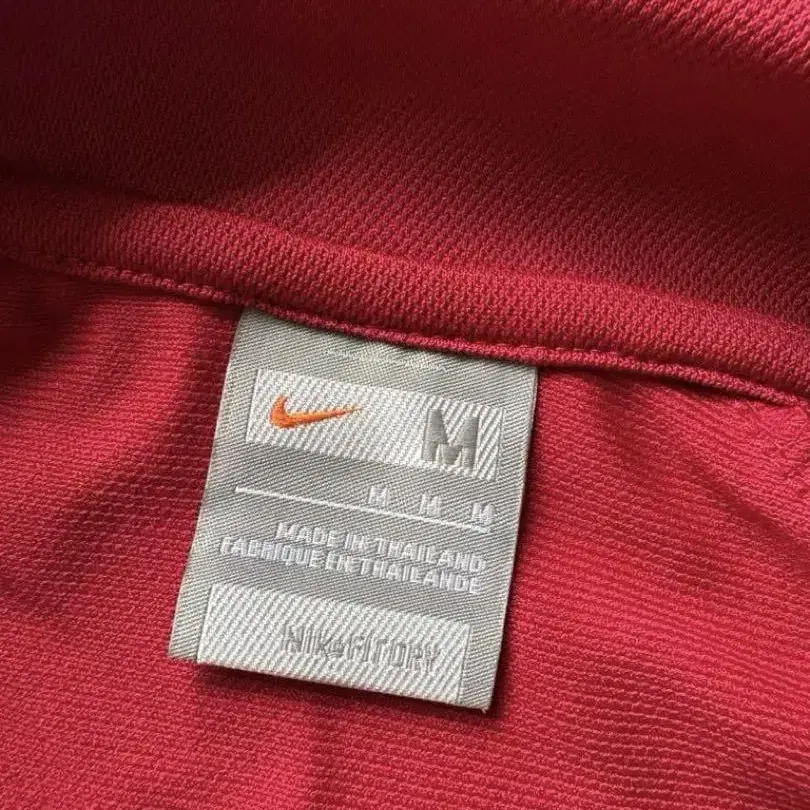 M
M M M
MADE IN THAILAND
FABRIQUE EN THAILANDE
NIKE FIT DRY